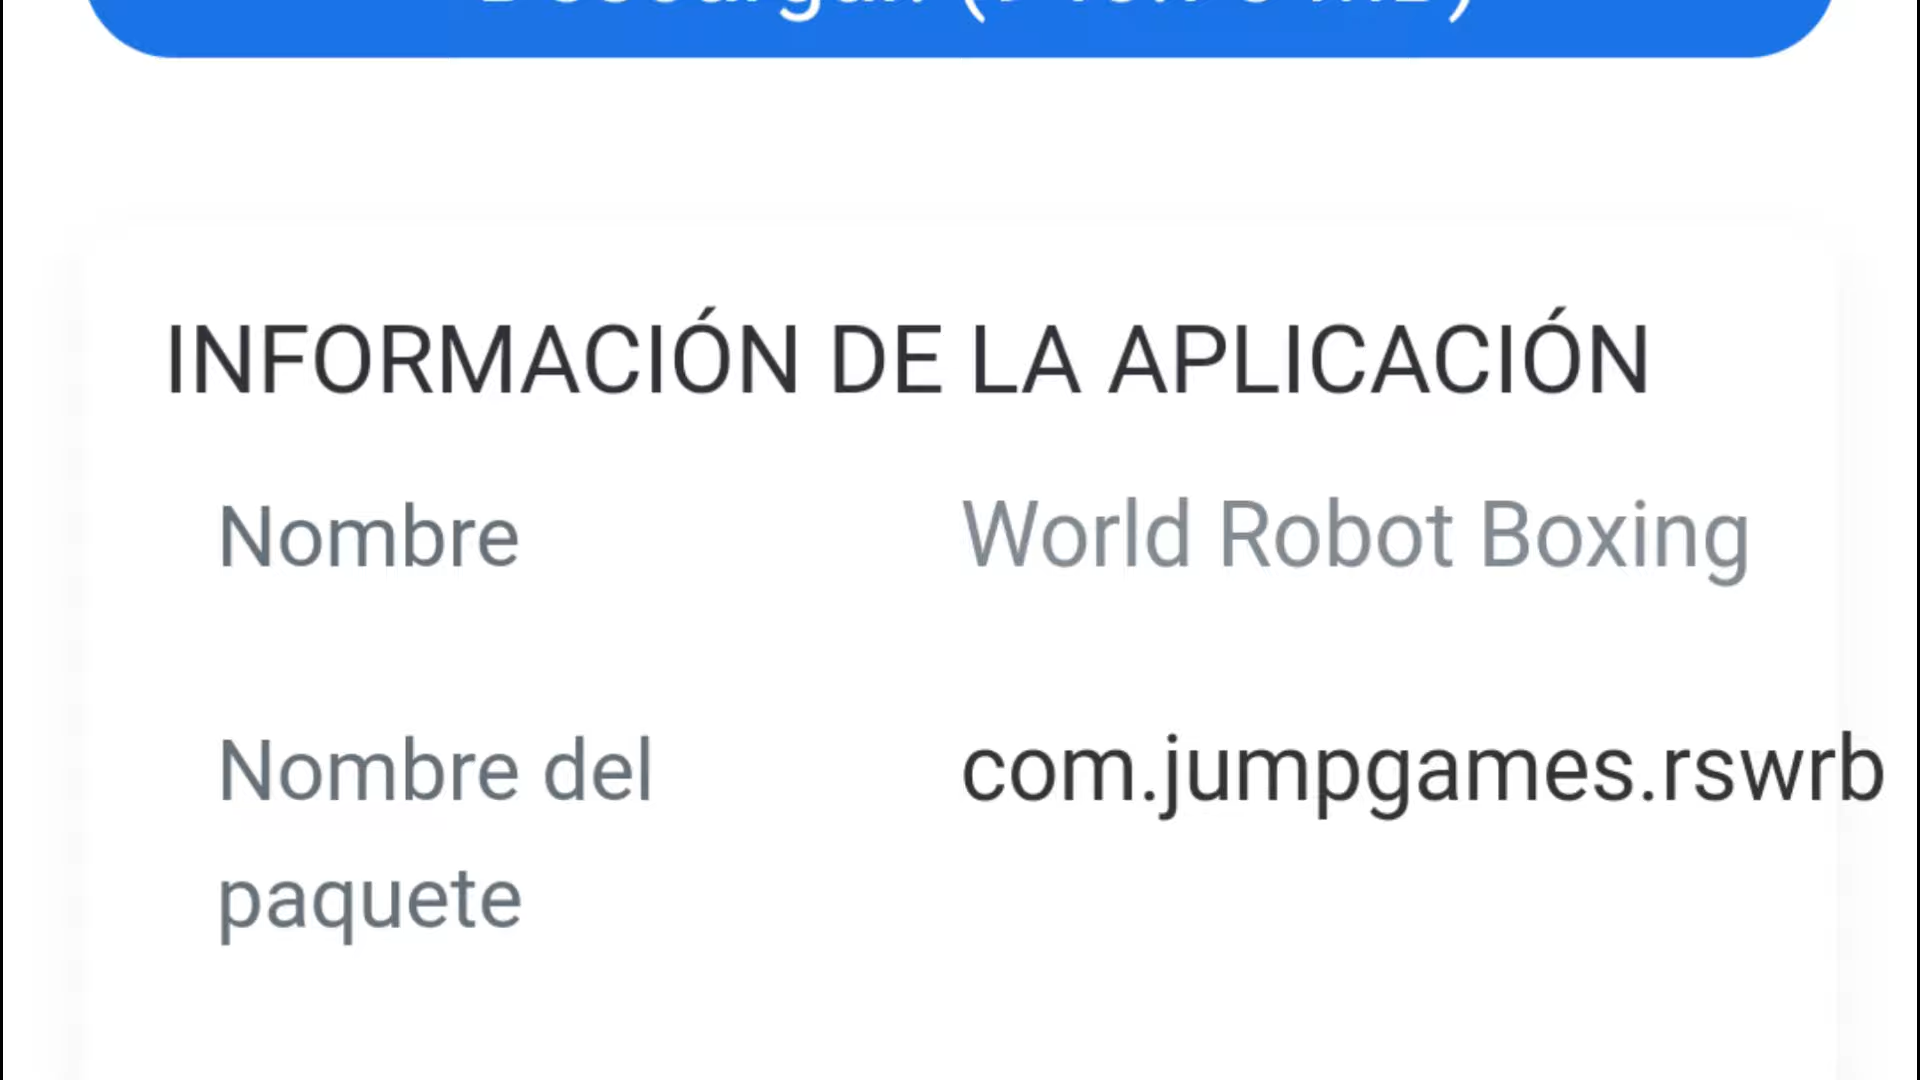 INFORMACIÓN DE LA APLICACIÓN
Nombre
World Robot Boxing
Nombre del
paquete
com.jumpgames.rswrb